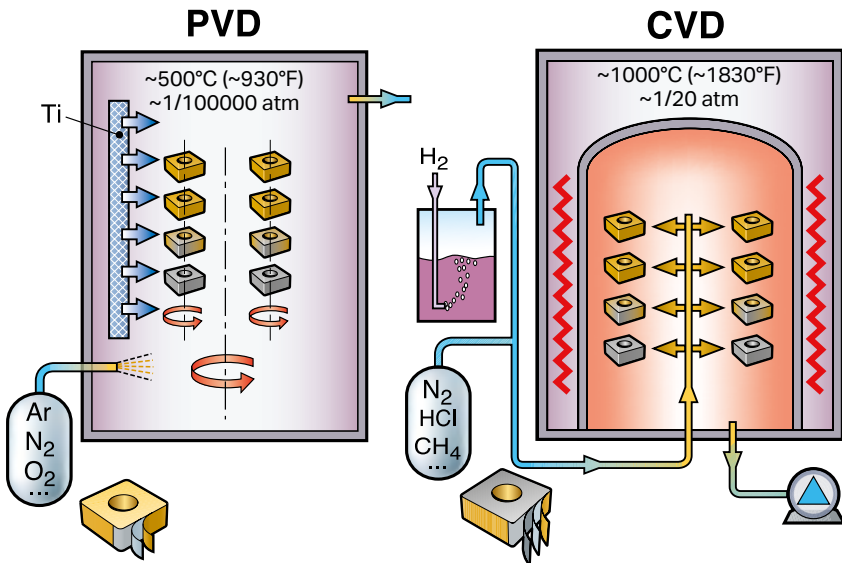 PVD
~500°C (~930°F)
~1/100000 atm
Ti
Ar
N₂
O₂
...
CVD
~1000°C (~1830°F)
~1/20 atm
H₂
N₂
HCl
CH₄
...